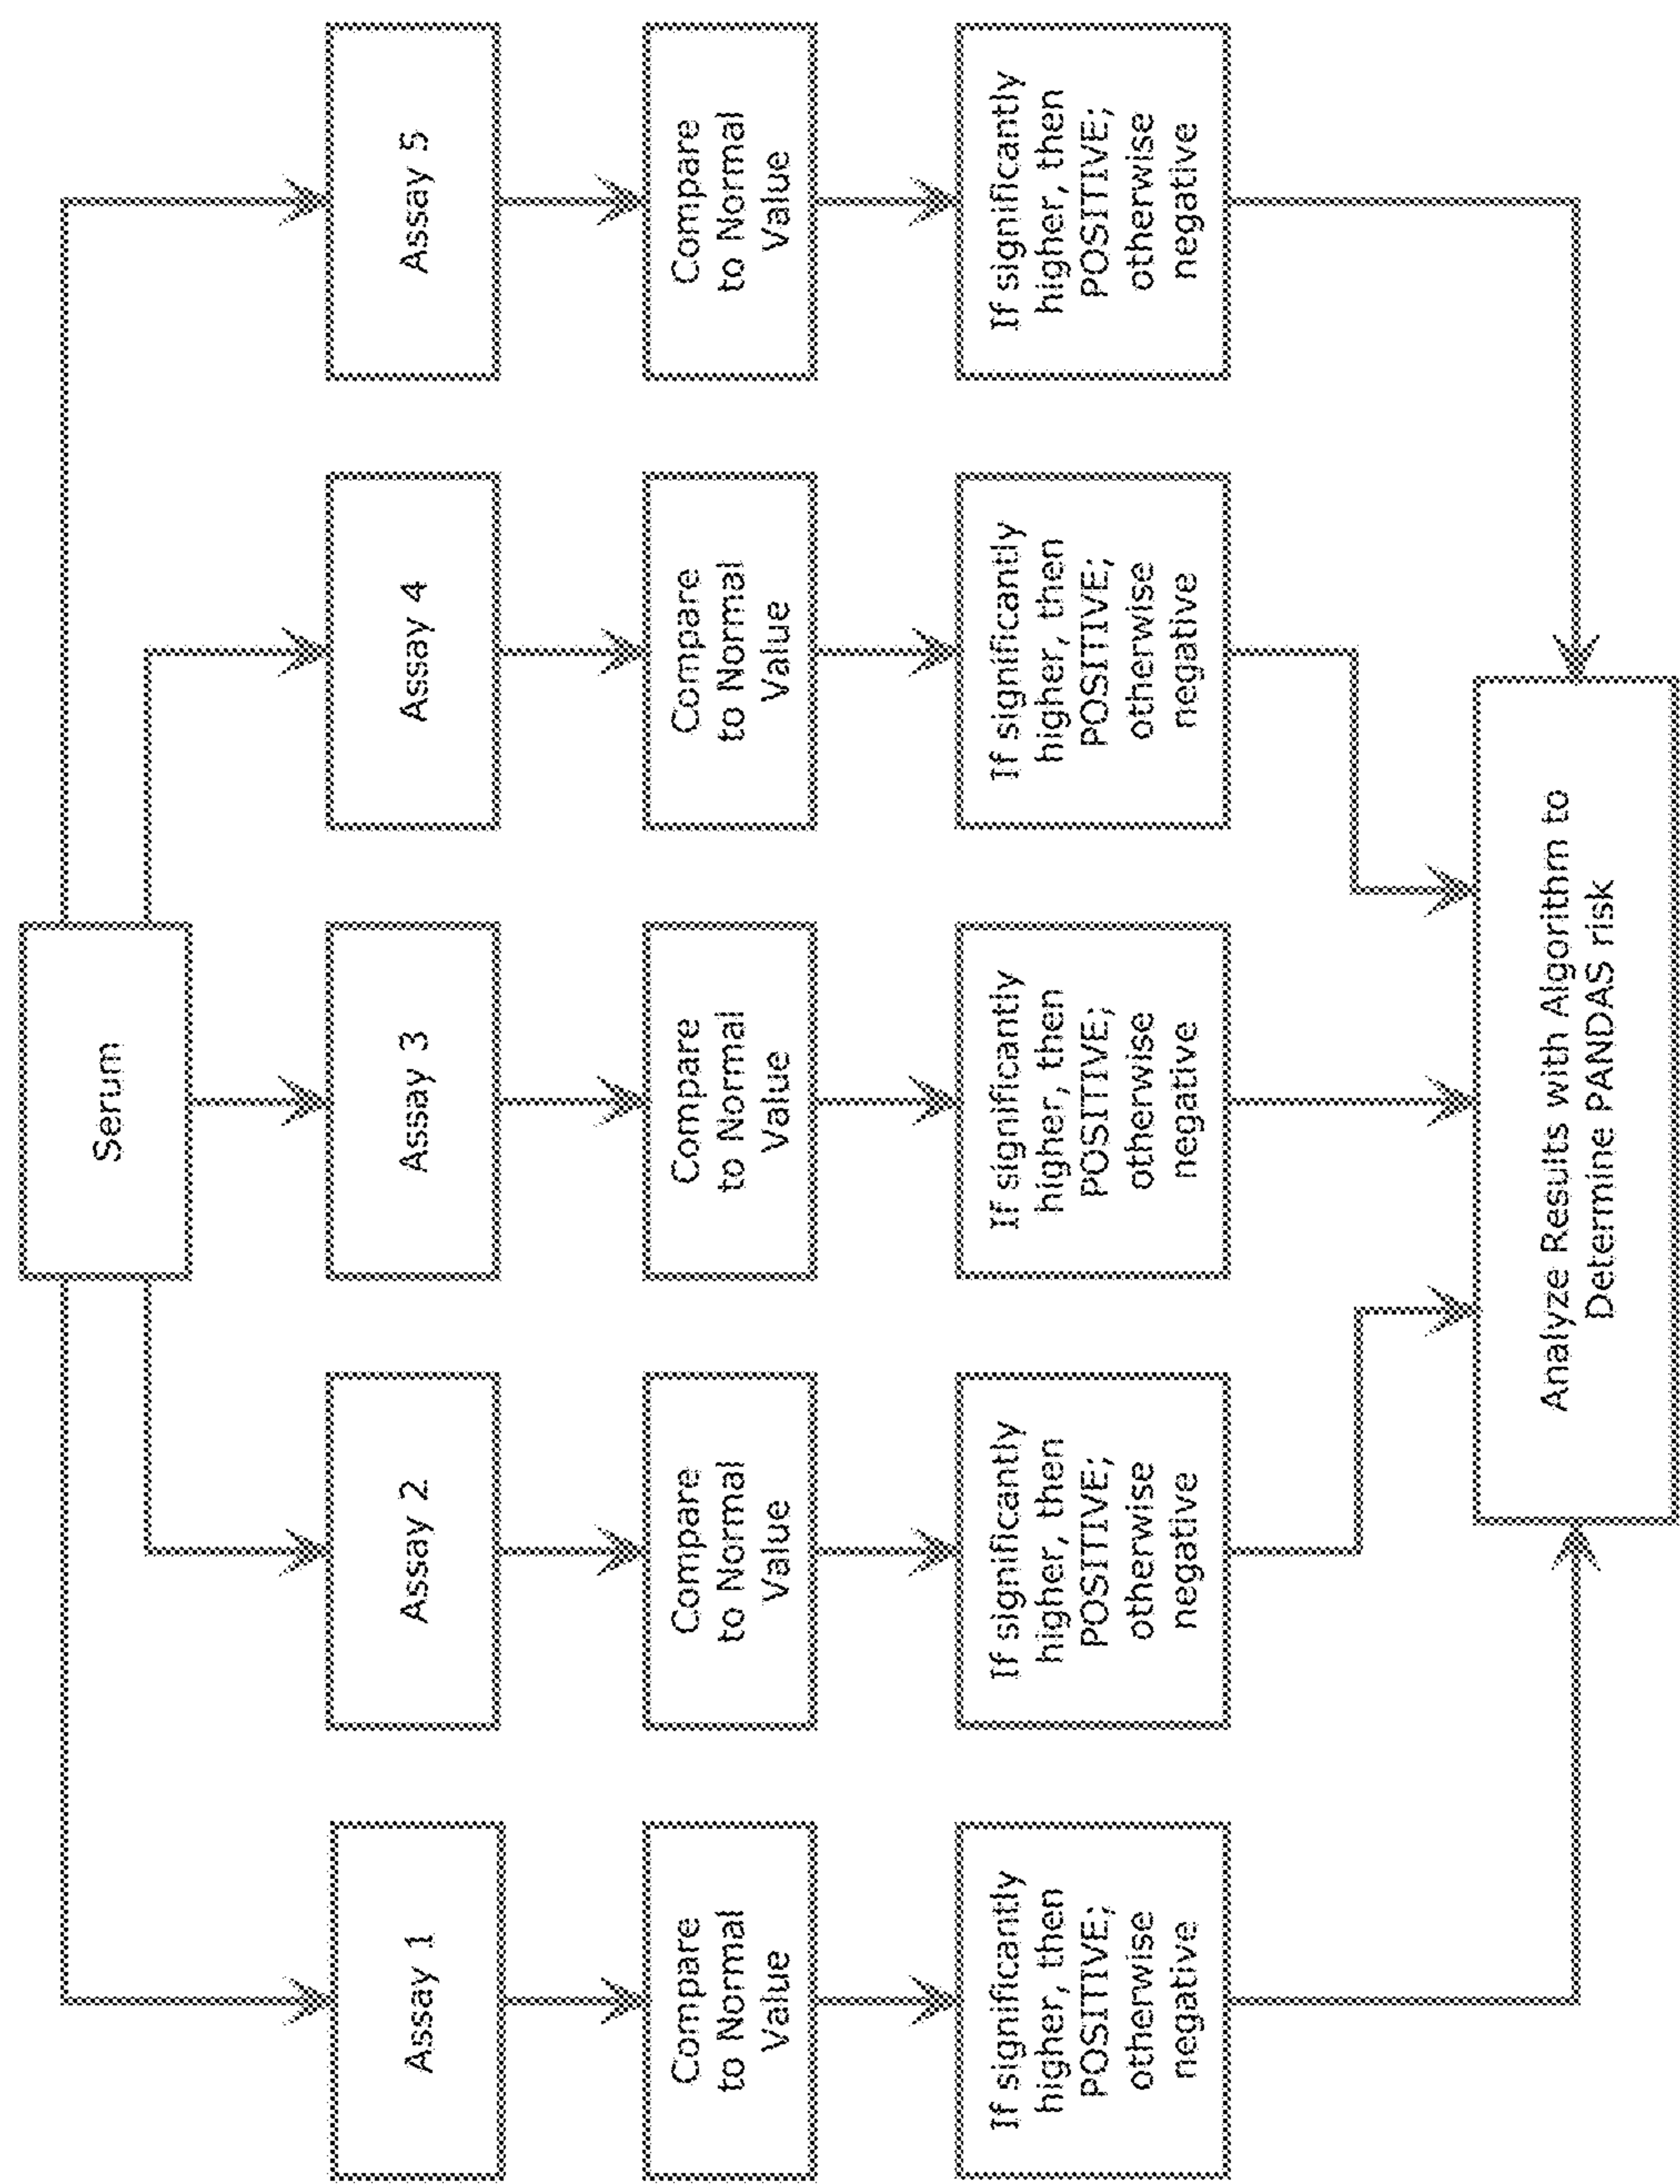 Serum
Assay 1
Assay 2
Assay 3
Assay 4
Assay 5
Compare
to Normal
Value
Compare
to Normal
Value
Compare
to Normal
Value
Compare
to Normal
Value
Compare
to Normal
Value
If significantly
higher, then
POSITIVE;
otherwise
negative
If significantly
higher, then
POSITIVE;
otherwise
negative
If significantly
higher, then
POSITIVE;
otherwise
negative
If significantly
higher, then
POSITIVE;
otherwise
negative
If significantly
higher, then
POSITIVE;
otherwise
negative
Analyze Results with Algorithm to
Determine PANDAS risk